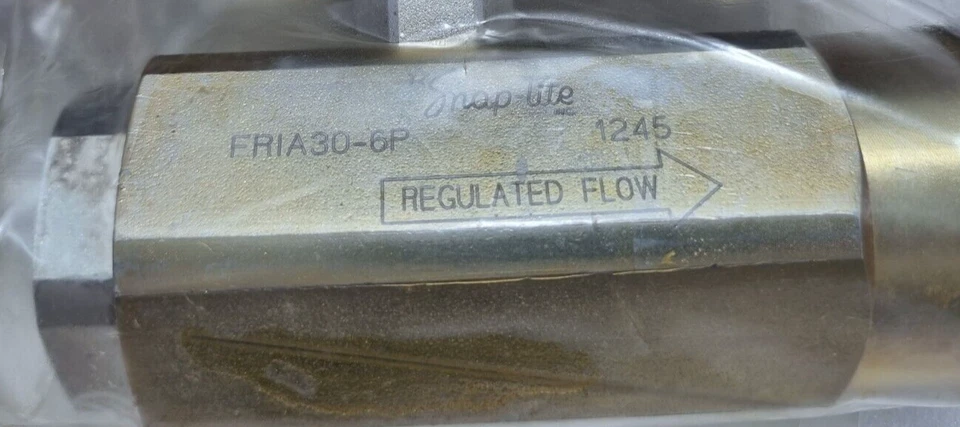 Snap-tite
FRIA30-6P 1245
REGULATED FLOW